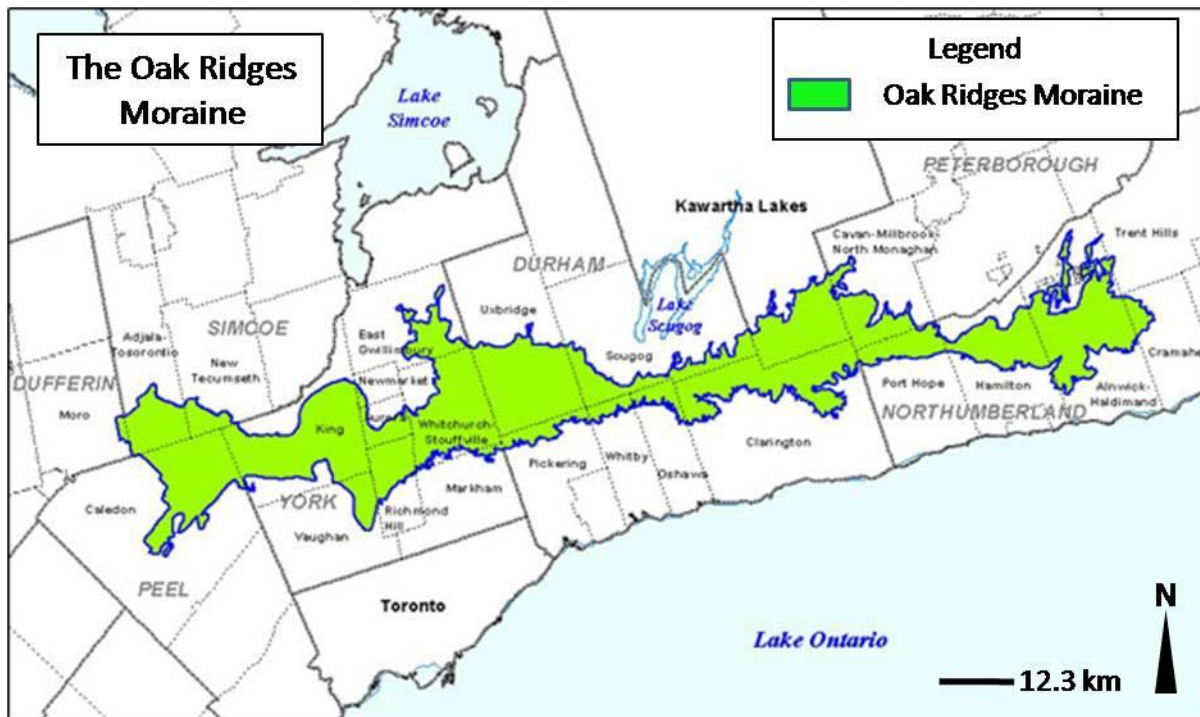 The Oak Ridges
Moraine
Legend
Oak Ridges Moraine
Lake
Simcoe
PETERBOROUGH
Kawartha Lakes
Cavan-Millbrook-
North Monaghan
Trent Hills
DURHAM
Uxbridge
Lake
Scugog
Scugog
SIMCOE
Adjala-
Tosorontio
New
Tecumseth
East
Gwillimbury
Newmarket
DUFFERIN
Mono
King
Whitchurch-
Stouffville
Port Hope
Hamilton
Alnwick-
Haldimand
Cramahe
NORTHUMBERLAND
Clarington
Pickering
Whitby
Oshawa
Markham
Richmond
Hill
YORK
Vaughan
Caledon
PEEL
Toronto
Lake Ontario
N
12.3 km